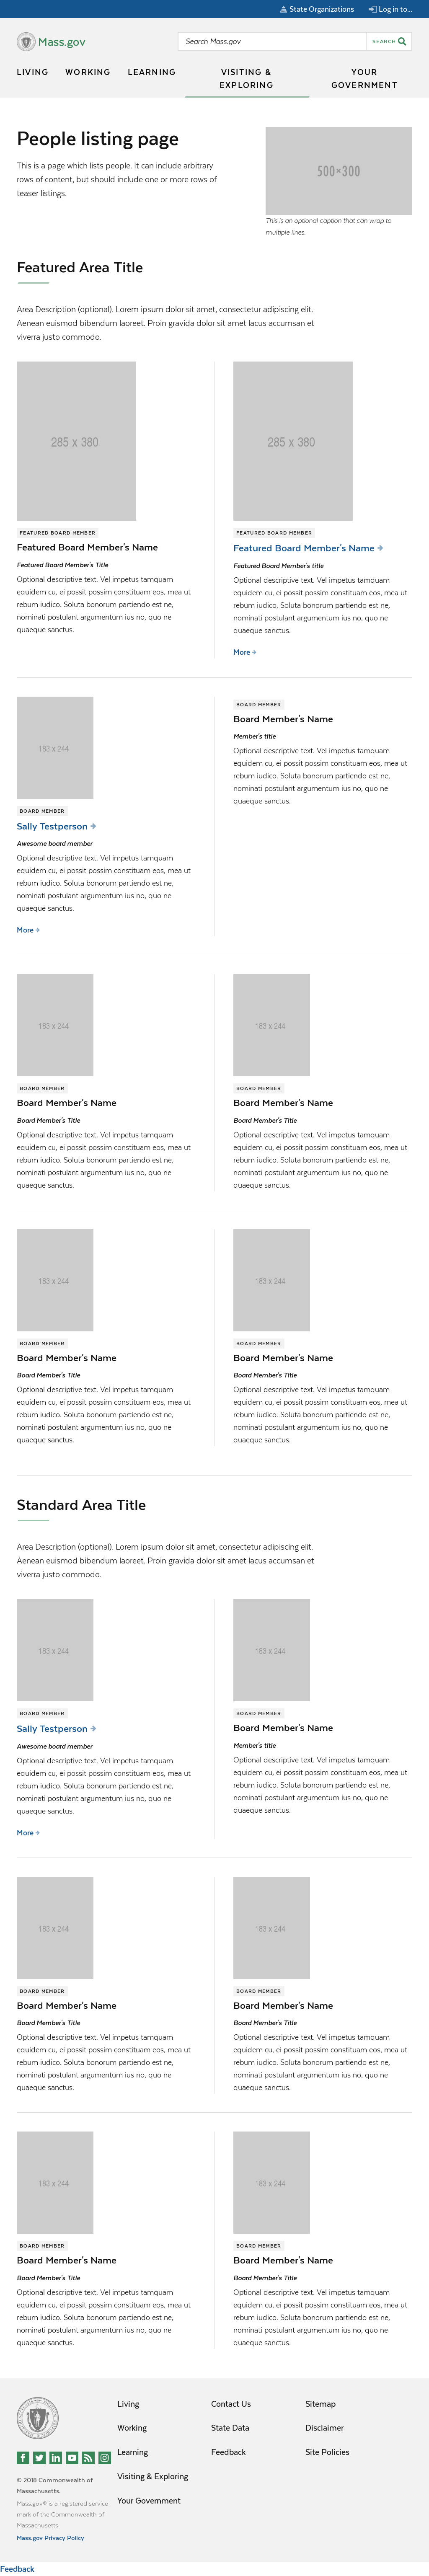 State Organizations
Log in to...
Mass.gov
Search Mass.gov
SEARCH
LIVING
WORKING
LEARNING
VISITING &
EXPLORING
YOUR
GOVERNMENT
People listing page
This is a page which lists people. It can include arbitrary
rows of content, but should include one or more rows of
teaser listings.
500×300
This is an optional caption that can wrap to
multiple lines.
Featured Area Title
Area Description (optional). Lorem ipsum dolor sit amet, consectetur adipiscing elit.
Aenean euismod bibendum laoreet. Proin gravida dolor sit amet lacus accumsan et
viverra justo commodo.
285 x 380
FEATURED BOARD MEMBER
Featured Board Member's Name
Featured Board Member's Title
Optional descriptive text. Vel impetus tamquam
equidem cu, ei possit possim constituam eos, mea ut
rebum iudico. Soluta bonorum partiendo est ne,
nominati postulant argumentum ius no, quo ne
quaeque sanctus.
285 x 380
FEATURED BOARD MEMBER
Featured Board Member's Name
Featured Board Member's title
Optional descriptive text. Vel impetus tamquam
equidem cu, ei possit possim constituam eos, mea ut
rebum iudico. Soluta bonorum partiendo est ne,
nominati postulant argumentum ius no, quo ne
quaeque sanctus.
More
183 x 244
BOARD MEMBER
Sally Testperson
Awesome board member
Optional descriptive text. Vel impetus tamquam
equidem cu, ei possit possim constituam eos, mea ut
rebum iudico. Soluta bonorum partiendo est ne,
nominati postulant argumentum ius no, quo ne
quaeque sanctus.
More
BOARD MEMBER
Board Member's Name
Member's title
Optional descriptive text. Vel impetus tamquam
equidem cu, ei possit possim constituam eos, mea ut
rebum iudico. Soluta bonorum partiendo est ne,
nominati postulant argumentum ius no, quo ne
quaeque sanctus.
183 x 244
BOARD MEMBER
Board Member's Name
Board Member's Title
Optional descriptive text. Vel impetus tamquam
equidem cu, ei possit possim constituam eos, mea ut
rebum iudico. Soluta bonorum partiendo est ne,
nominati postulant argumentum ius no, quo ne
quaeque sanctus.
183 x 244
BOARD MEMBER
Board Member's Name
Board Member's Title
Optional descriptive text. Vel impetus tamquam
equidem cu, ei possit possim constituam eos, mea ut
rebum iudico. Soluta bonorum partiendo est ne,
nominati postulant argumentum ius no, quo ne
quaeque sanctus.
183 x 244
BOARD MEMBER
Board Member's Name
Board Member's Title
Optional descriptive text. Vel impetus tamquam
equidem cu, ei possit possim constituam eos, mea ut
rebum iudico. Soluta bonorum partiendo est ne,
nominati postulant argumentum ius no, quo ne
quaeque sanctus.
183 x 244
BOARD MEMBER
Board Member's Name
Board Member's Title
Optional descriptive text. Vel impetus tamquam
equidem cu, ei possit possim constituam eos, mea ut
rebum iudico. Soluta bonorum partiendo est ne,
nominati postulant argumentum ius no, quo ne
quaeque sanctus.
Standard Area Title
Area Description (optional). Lorem ipsum dolor sit amet, consectetur adipiscing elit.
Aenean euismod bibendum laoreet. Proin gravida dolor sit amet lacus accumsan et
viverra justo commodo.
183 x 244
BOARD MEMBER
Sally Testperson
Awesome board member
Optional descriptive text. Vel impetus tamquam
equidem cu, ei possit possim constituam eos, mea ut
rebum iudico. Soluta bonorum partiendo est ne,
nominati postulant argumentum ius no, quo ne
quaeque sanctus.
More
183 x 244
BOARD MEMBER
Board Member's Name
Member's title
Optional descriptive text. Vel impetus tamquam
equidem cu, ei possit possim constituam eos, mea ut
rebum iudico. Soluta bonorum partiendo est ne,
nominati postulant argumentum ius no, quo ne
quaeque sanctus.
183 x 244
BOARD MEMBER
Board Member's Name
Board Member's Title
Optional descriptive text. Vel impetus tamquam
equidem cu, ei possit possim constituam eos, mea ut
rebum iudico. Soluta bonorum partiendo est ne,
nominati postulant argumentum ius no, quo ne
quaeque sanctus.
183 x 244
BOARD MEMBER
Board Member's Name
Board Member's Title
Optional descriptive text. Vel impetus tamquam
equidem cu, ei possit possim constituam eos, mea ut
rebum iudico. Soluta bonorum partiendo est ne,
nominati postulant argumentum ius no, quo ne
quaeque sanctus.
183 x 244
BOARD MEMBER
Board Member's Name
Board Member's Title
Optional descriptive text. Vel impetus tamquam
equidem cu, ei possit possim constituam eos, mea ut
rebum iudico. Soluta bonorum partiendo est ne,
nominati postulant argumentum ius no, quo ne
quaeque sanctus.
183 x 244
BOARD MEMBER
Board Member's Name
Board Member's Title
Optional descriptive text. Vel impetus tamquam
equidem cu, ei possit possim constituam eos, mea ut
rebum iudico. Soluta bonorum partiendo est ne,
nominati postulant argumentum ius no, quo ne
quaeque sanctus.
Living
Working
Learning
Visiting & Exploring
Your Government
Contact Us
State Data
Feedback
Sitemap
Disclaimer
Site Policies
© 2018 Commonwealth of
Massachusetts.
Mass.gov® is a registered service
mark of the Commonwealth of
Massachusetts.
Mass.gov Privacy Policy
Feedback